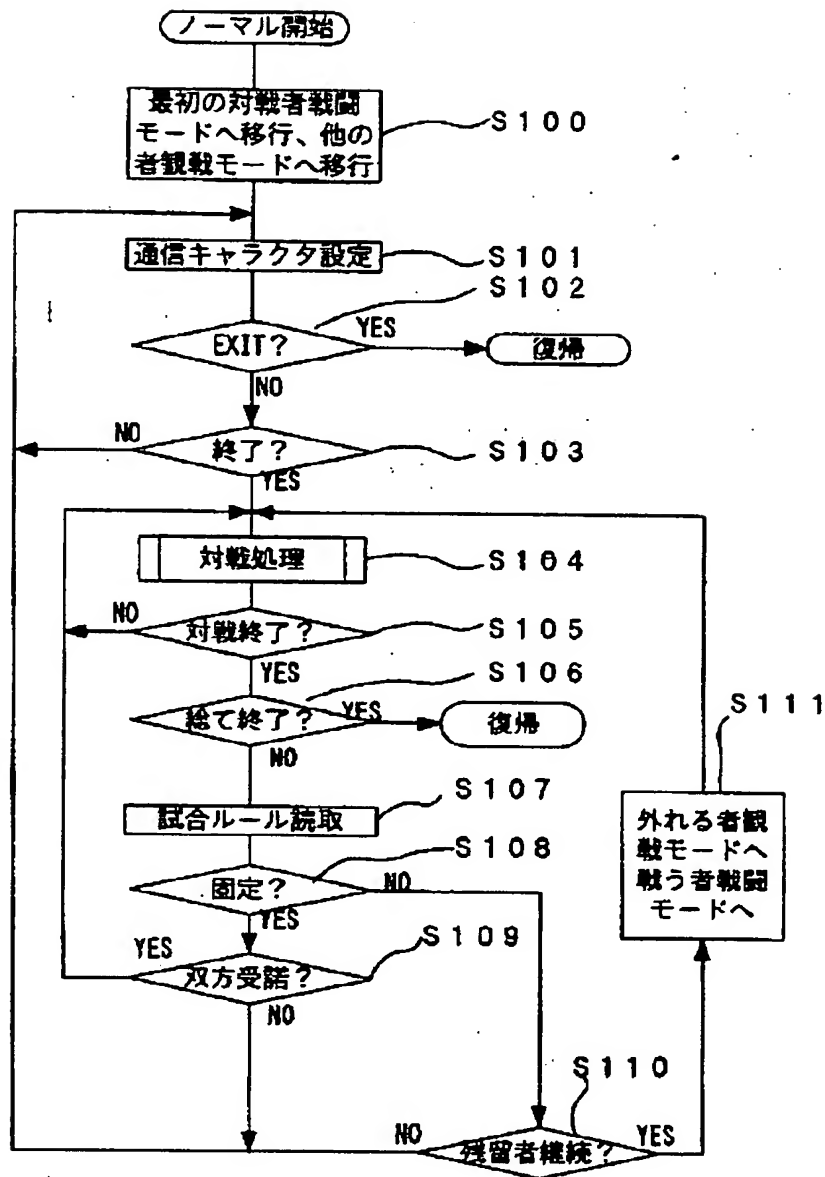 ノーマル開始
最初の対戦者戦闘
モードへ移行、他の
者観戦モードへ移行
S100
通信キャラクタ設定
S101
S102
EXIT?
YES
復帰
NO
NO
終了?
S103
YES
対戦処理
S104
NO
対戦終了?
S105
YES
S106
捨て終了?
YES
復帰
NO
S111
試合ルール読取
S107
外れる者観
戦モードへ
戦う者戦闘
モードへ
S108
固定?
NO
YES
YES
S109
双方受諾?
NO
S110
NO
残留者継続?
YES